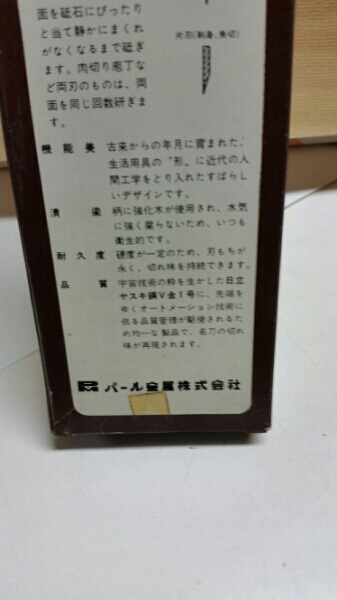 面を砥石にぴったり
と当て静かにまくれ
がなくなるまで砥ぎ
ます。肉切り庖丁な
ど両刃のものは、両
面を同じ回数研ぎま
す。
片刃(刺身、魚切)
機能美 古来からの年月に育まれた、
生活用具の“形„に近代の人
間工学をとり入れたすばらし
いデザインです。
清潔 柄に強化木が使用され、水気
に強く腐らないため、いつも
衛生的です。
耐久度 硬度が一定のため、刃もちが
永く、切れ味を持続できます。
品質 宇宙技術の粋を生かした日立
ヤスキ鋼V金1号に、先端を
ゆくオートメーション技術に
依る品質管理が駆使されるた
め均一な製品で、名刀の切れ
味が再現されます。
パール金属株式会社